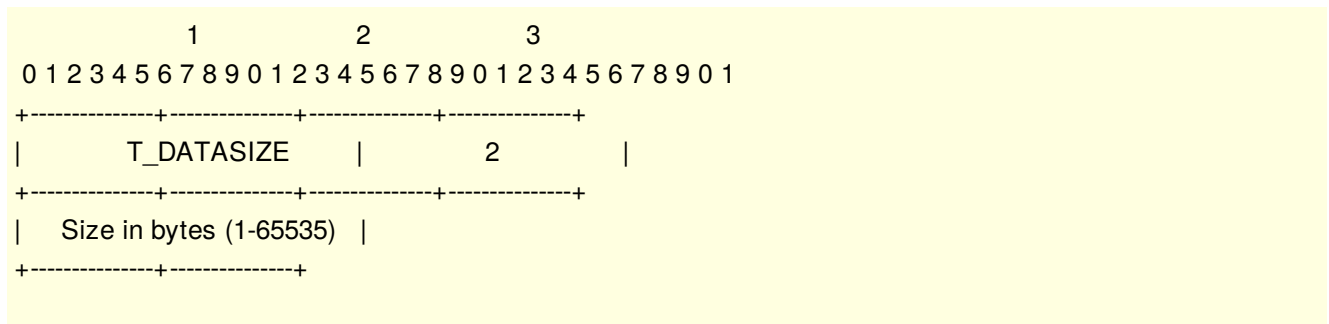 1 2 3
0 1 2 3 4 5 6 7 8 9 0 1 2 3 4 5 6 7 8 9 0 1 2 3 4 5 6 7 8 9 0 1
+---------------+---------------+---------------+---------------+
| T_DATASIZE | 2 |
+---------------+---------------+---------------+---------------+
| Size in bytes (1-65535) |
+---------------+---------------+